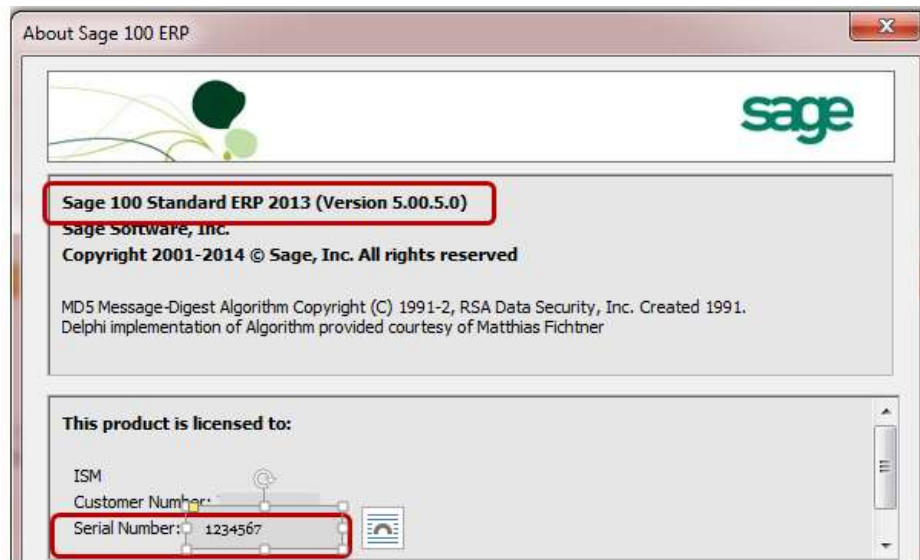 About Sage 100 ERP
sage
Sage 100 Standard ERP 2013 (Version 5.00.5.0)
Sage Software, Inc.
Copyright 2001-2014 © Sage, Inc. All rights reserved
MD5 Message-Digest Algorithm Copyright (C) 1991-2, RSA Data Security, Inc. Created 1991.
Delphi implementation of Algorithm provided courtesy of Matthias Fichtner
This product is licensed to:
ISM
Customer Number:
Serial Number: 1234567